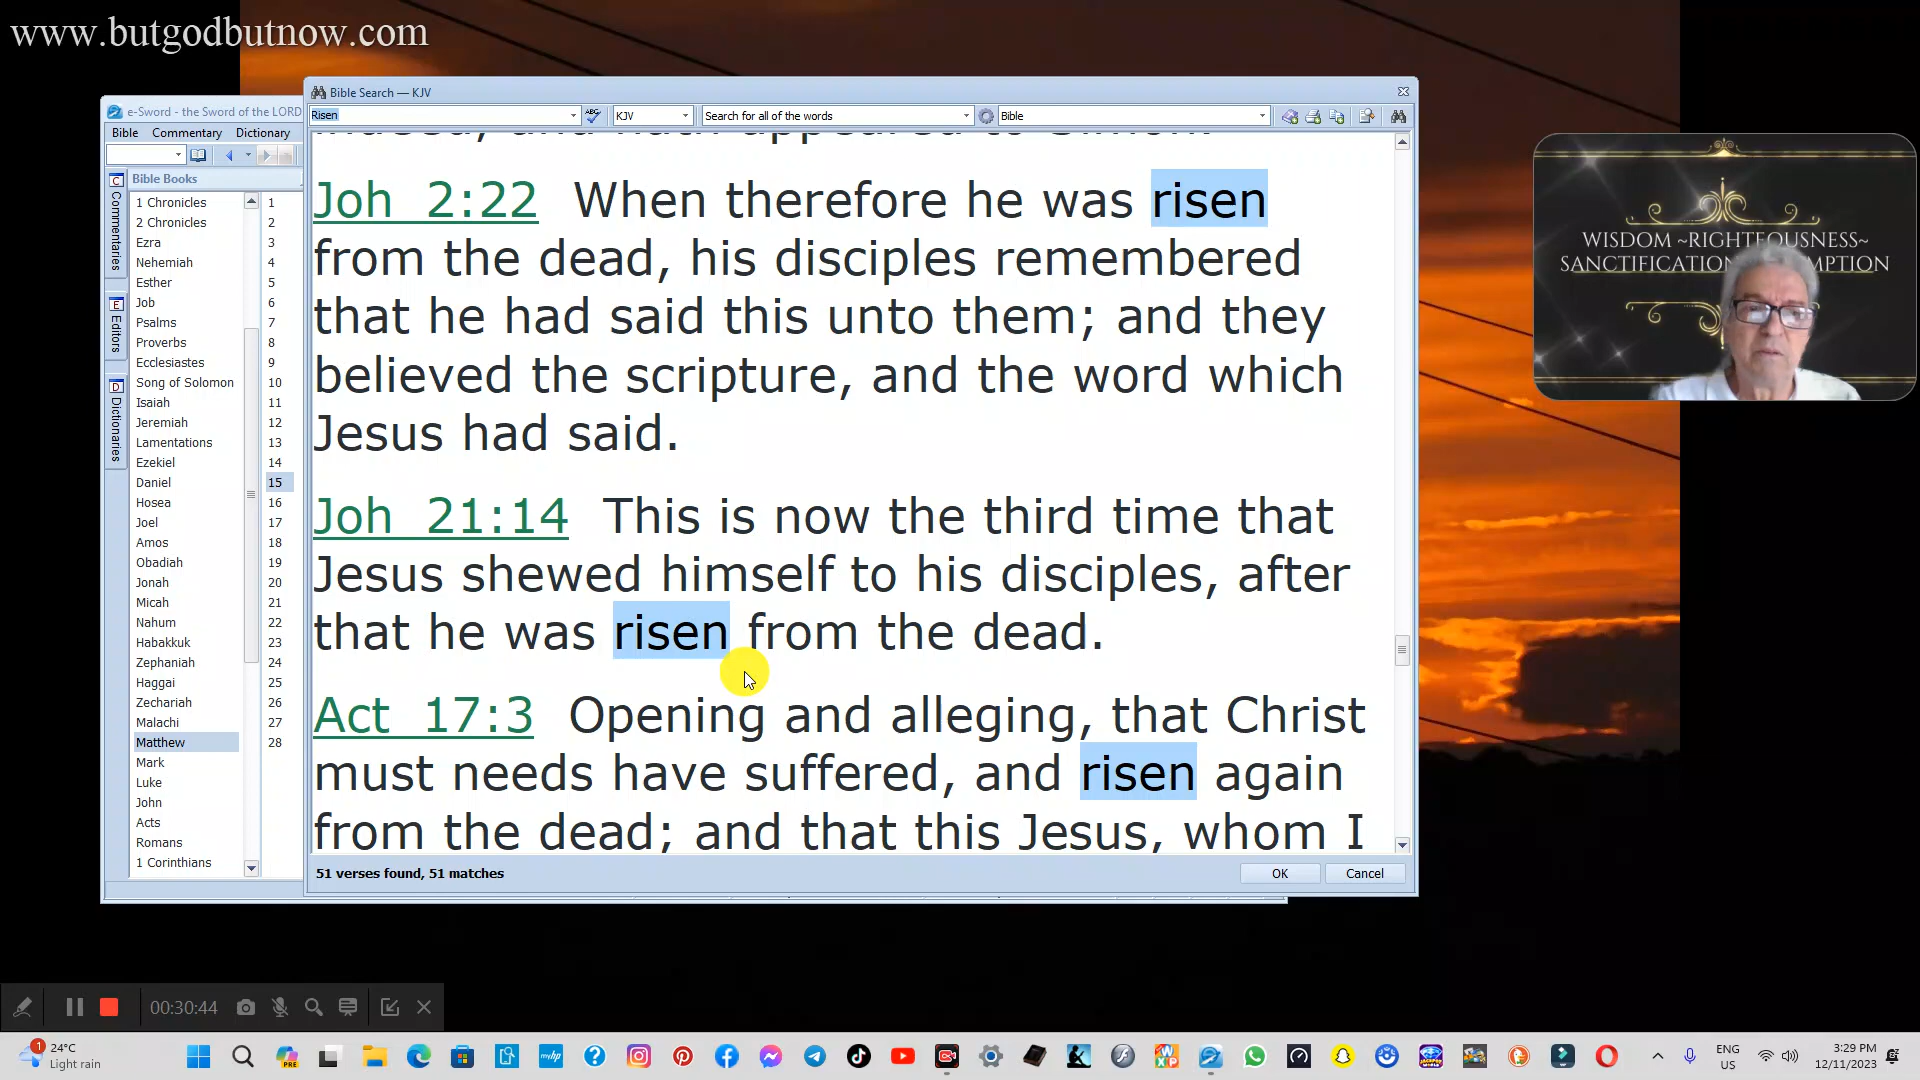 www.butgodbutnow.com
Bible Search — KJV
e-Sword - the Sword of the LORD
Risen
KJV
Search for all of the words
Bible
Bible Commentary Dictionary
Bible Books
Commentaries
Editors
Dictionaries
1 Chronicles 1
2 Chronicles 2
Ezra 3
Nehemiah 4
Esther 5
Job 6
Psalms 7
Proverbs 8
Ecclesiastes 9
Song of Solomon 10
Isaiah 11
Jeremiah 12
Lamentations 13
Ezekiel 14
Daniel 15
Hosea 16
Joel 17
Amos 18
Obadiah 19
Jonah 20
Micah 21
Nahum 22
Habakkuk 23
Zephaniah 24
Haggai 25
Zechariah 26
Malachi 27
Matthew 28
Mark
Luke
John
Acts
Romans
1 Corinthians
indeed, and hath appeared to Simon.
Joh 2:22 When therefore he was risen
from the dead, his disciples remembered
that he had said this unto them; and they
believed the scripture, and the word which
Jesus had said.
Joh 21:14 This is now the third time that
Jesus shewed himself to his disciples, after
that he was risen from the dead.
Act 17:3 Opening and alleging, that Christ
must needs have suffered, and risen again
from the dead; and that this Jesus, whom I
51 verses found, 51 matches
OK
Cancel
WISDOM ~RIGHTEOUSNESS~
SANCTIFICATION
00:30:44
1
24°C
Light rain
PRE
myhp
ENG
US
3:29 PM
12/11/2023